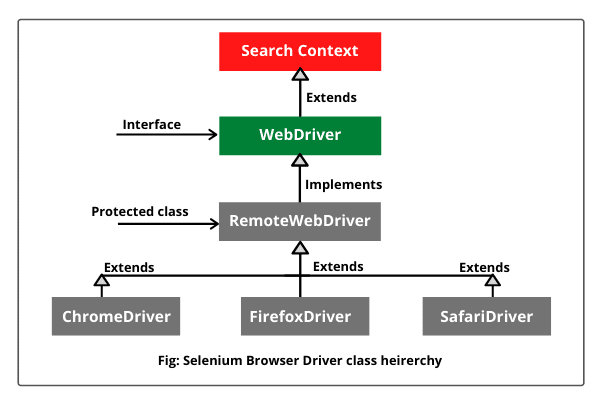 Search Context
Extends
Interface
WebDriver
Implements
Protected class
RemoteWebDriver
Extends
Extends
Extends
ChromeDriver
FirefoxDriver
SafariDriver
Fig: Selenium Browser Driver class heirerchy